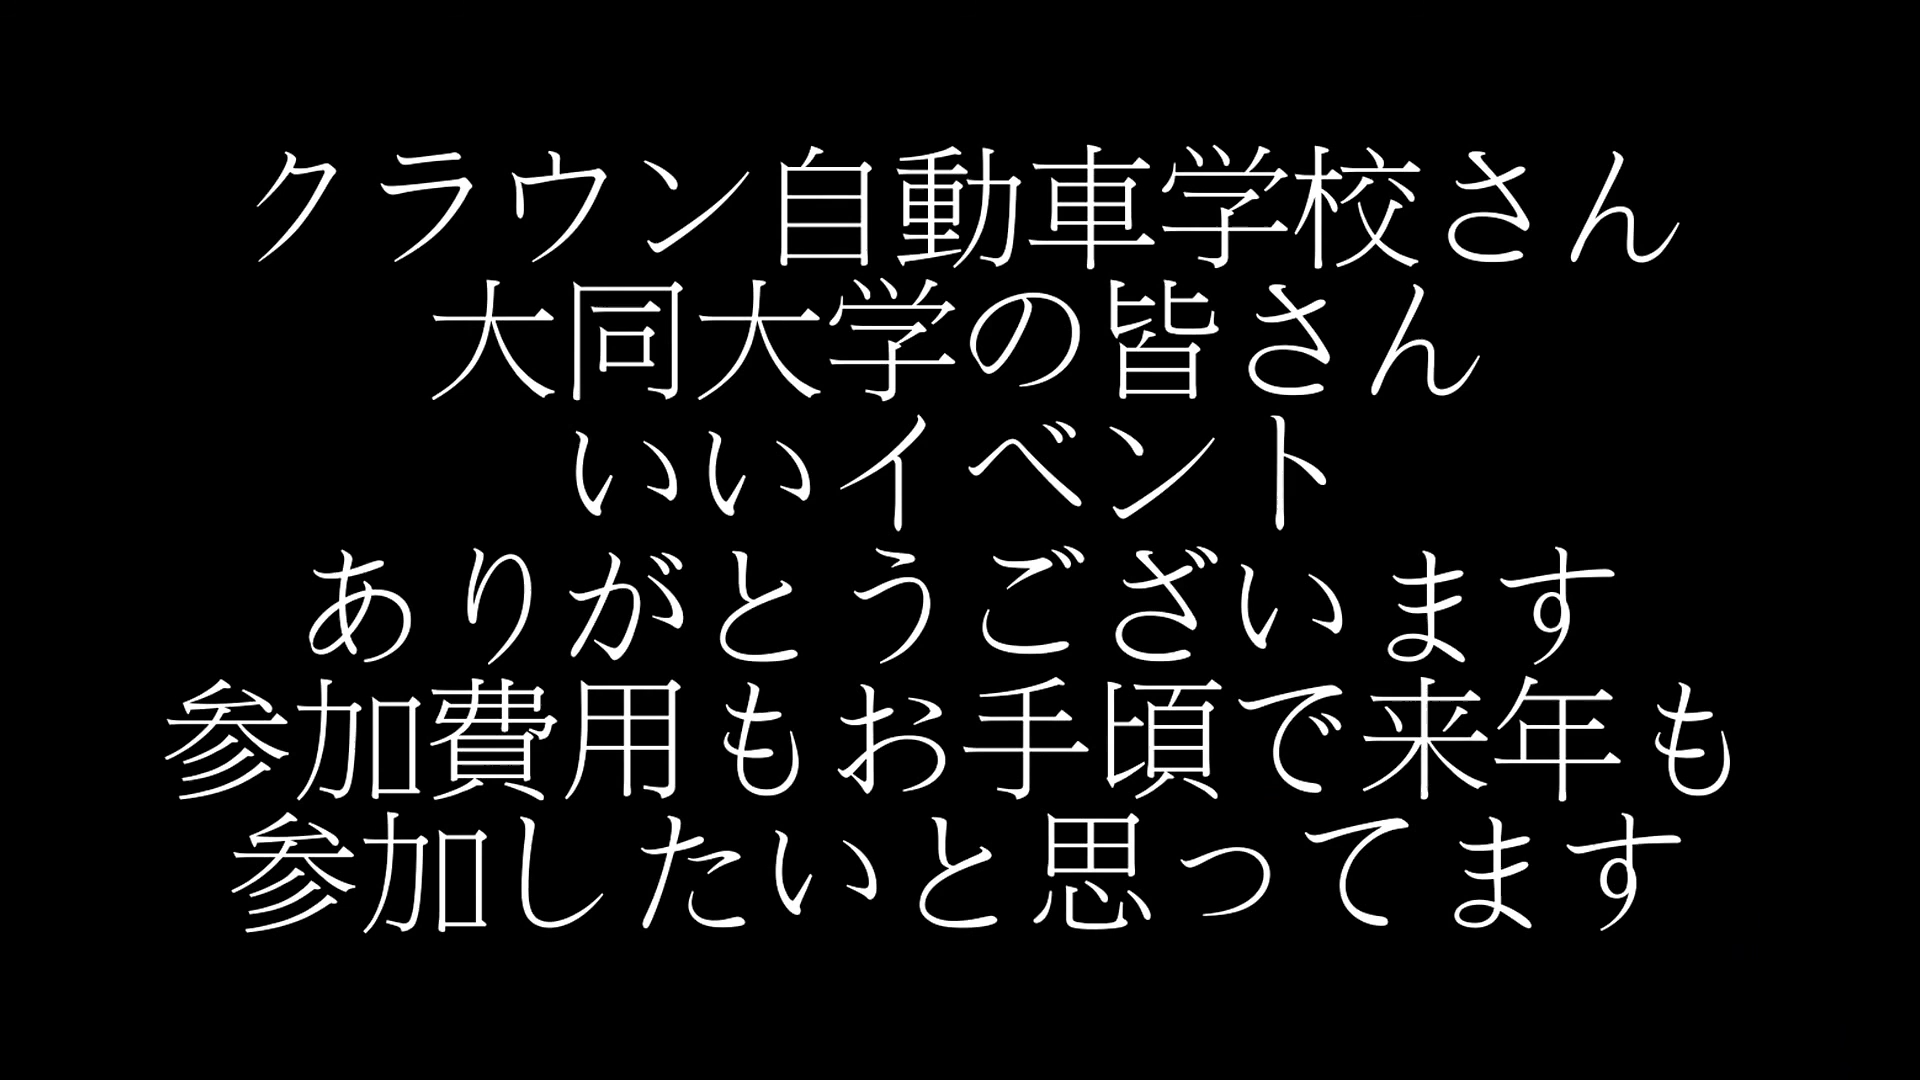 クラウン自動車学校さん
大同大学の皆さん
いいイベント
ありがとうございます
参加費用もお手頃で来年も
参加したいと思ってます